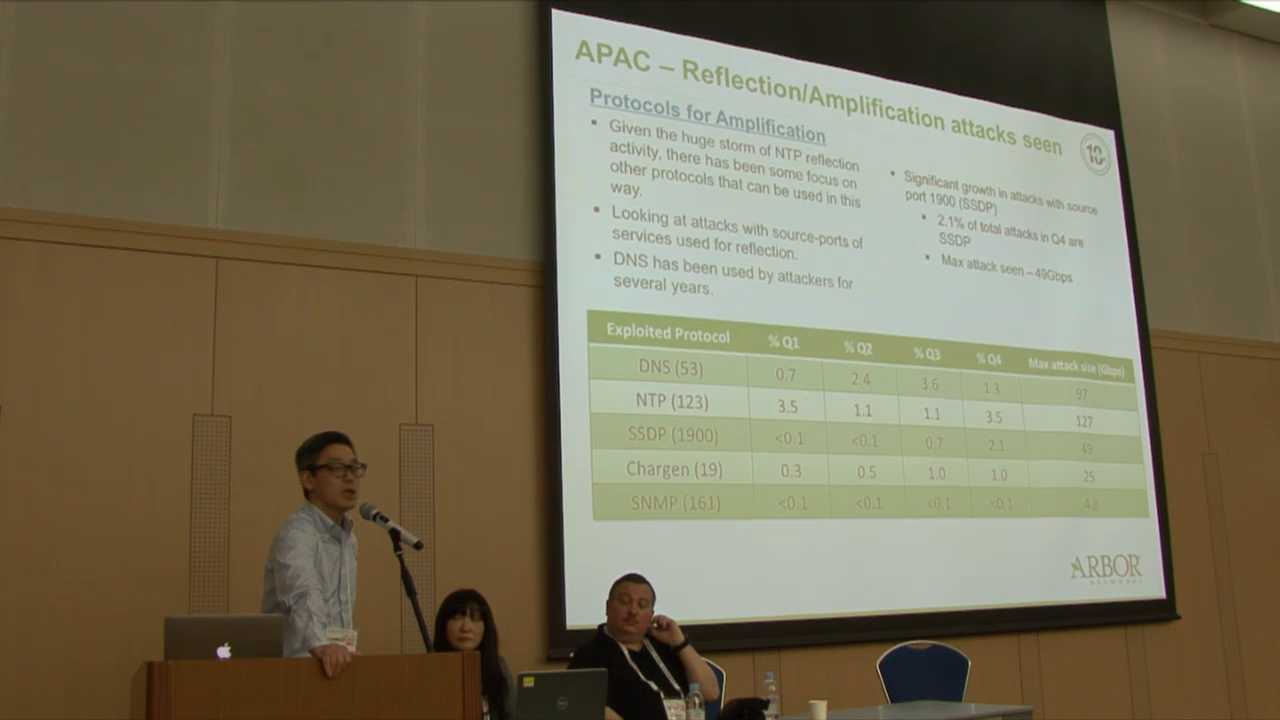 APAC – Reflection/Amplification attacks seen
Protocols for Amplification
▪ Given the huge storm of NTP reflection
activity, there has been some focus on
other protocols that can be used in this
way.
▪ Looking at attacks with source-ports of
services used for reflection.
▪ DNS has been used by attackers for
several years.
▪ Significant growth in attacks with source
port 1900 (SSDP)
▪ 2.1% of total attacks in Q4 are
SSDP
▪ Max attack seen – 49Gbps
Exploited Protocol % Q1 % Q2 % Q3 % Q4 Max attack size (Gbps)
DNS (53) 0.7 2.4 3.6 1.3 97
NTP (123) 3.5 1.1 1.1 3.5 127
SSDP (1900) <0.1 <0.1 0.7 2.1 49
Chargen (19) 0.3 0.5 1.0 1.0 25
SNMP (161) <0.1 <0.1 <0.1 <0.1 4.8
ARBOR
NETWORKS